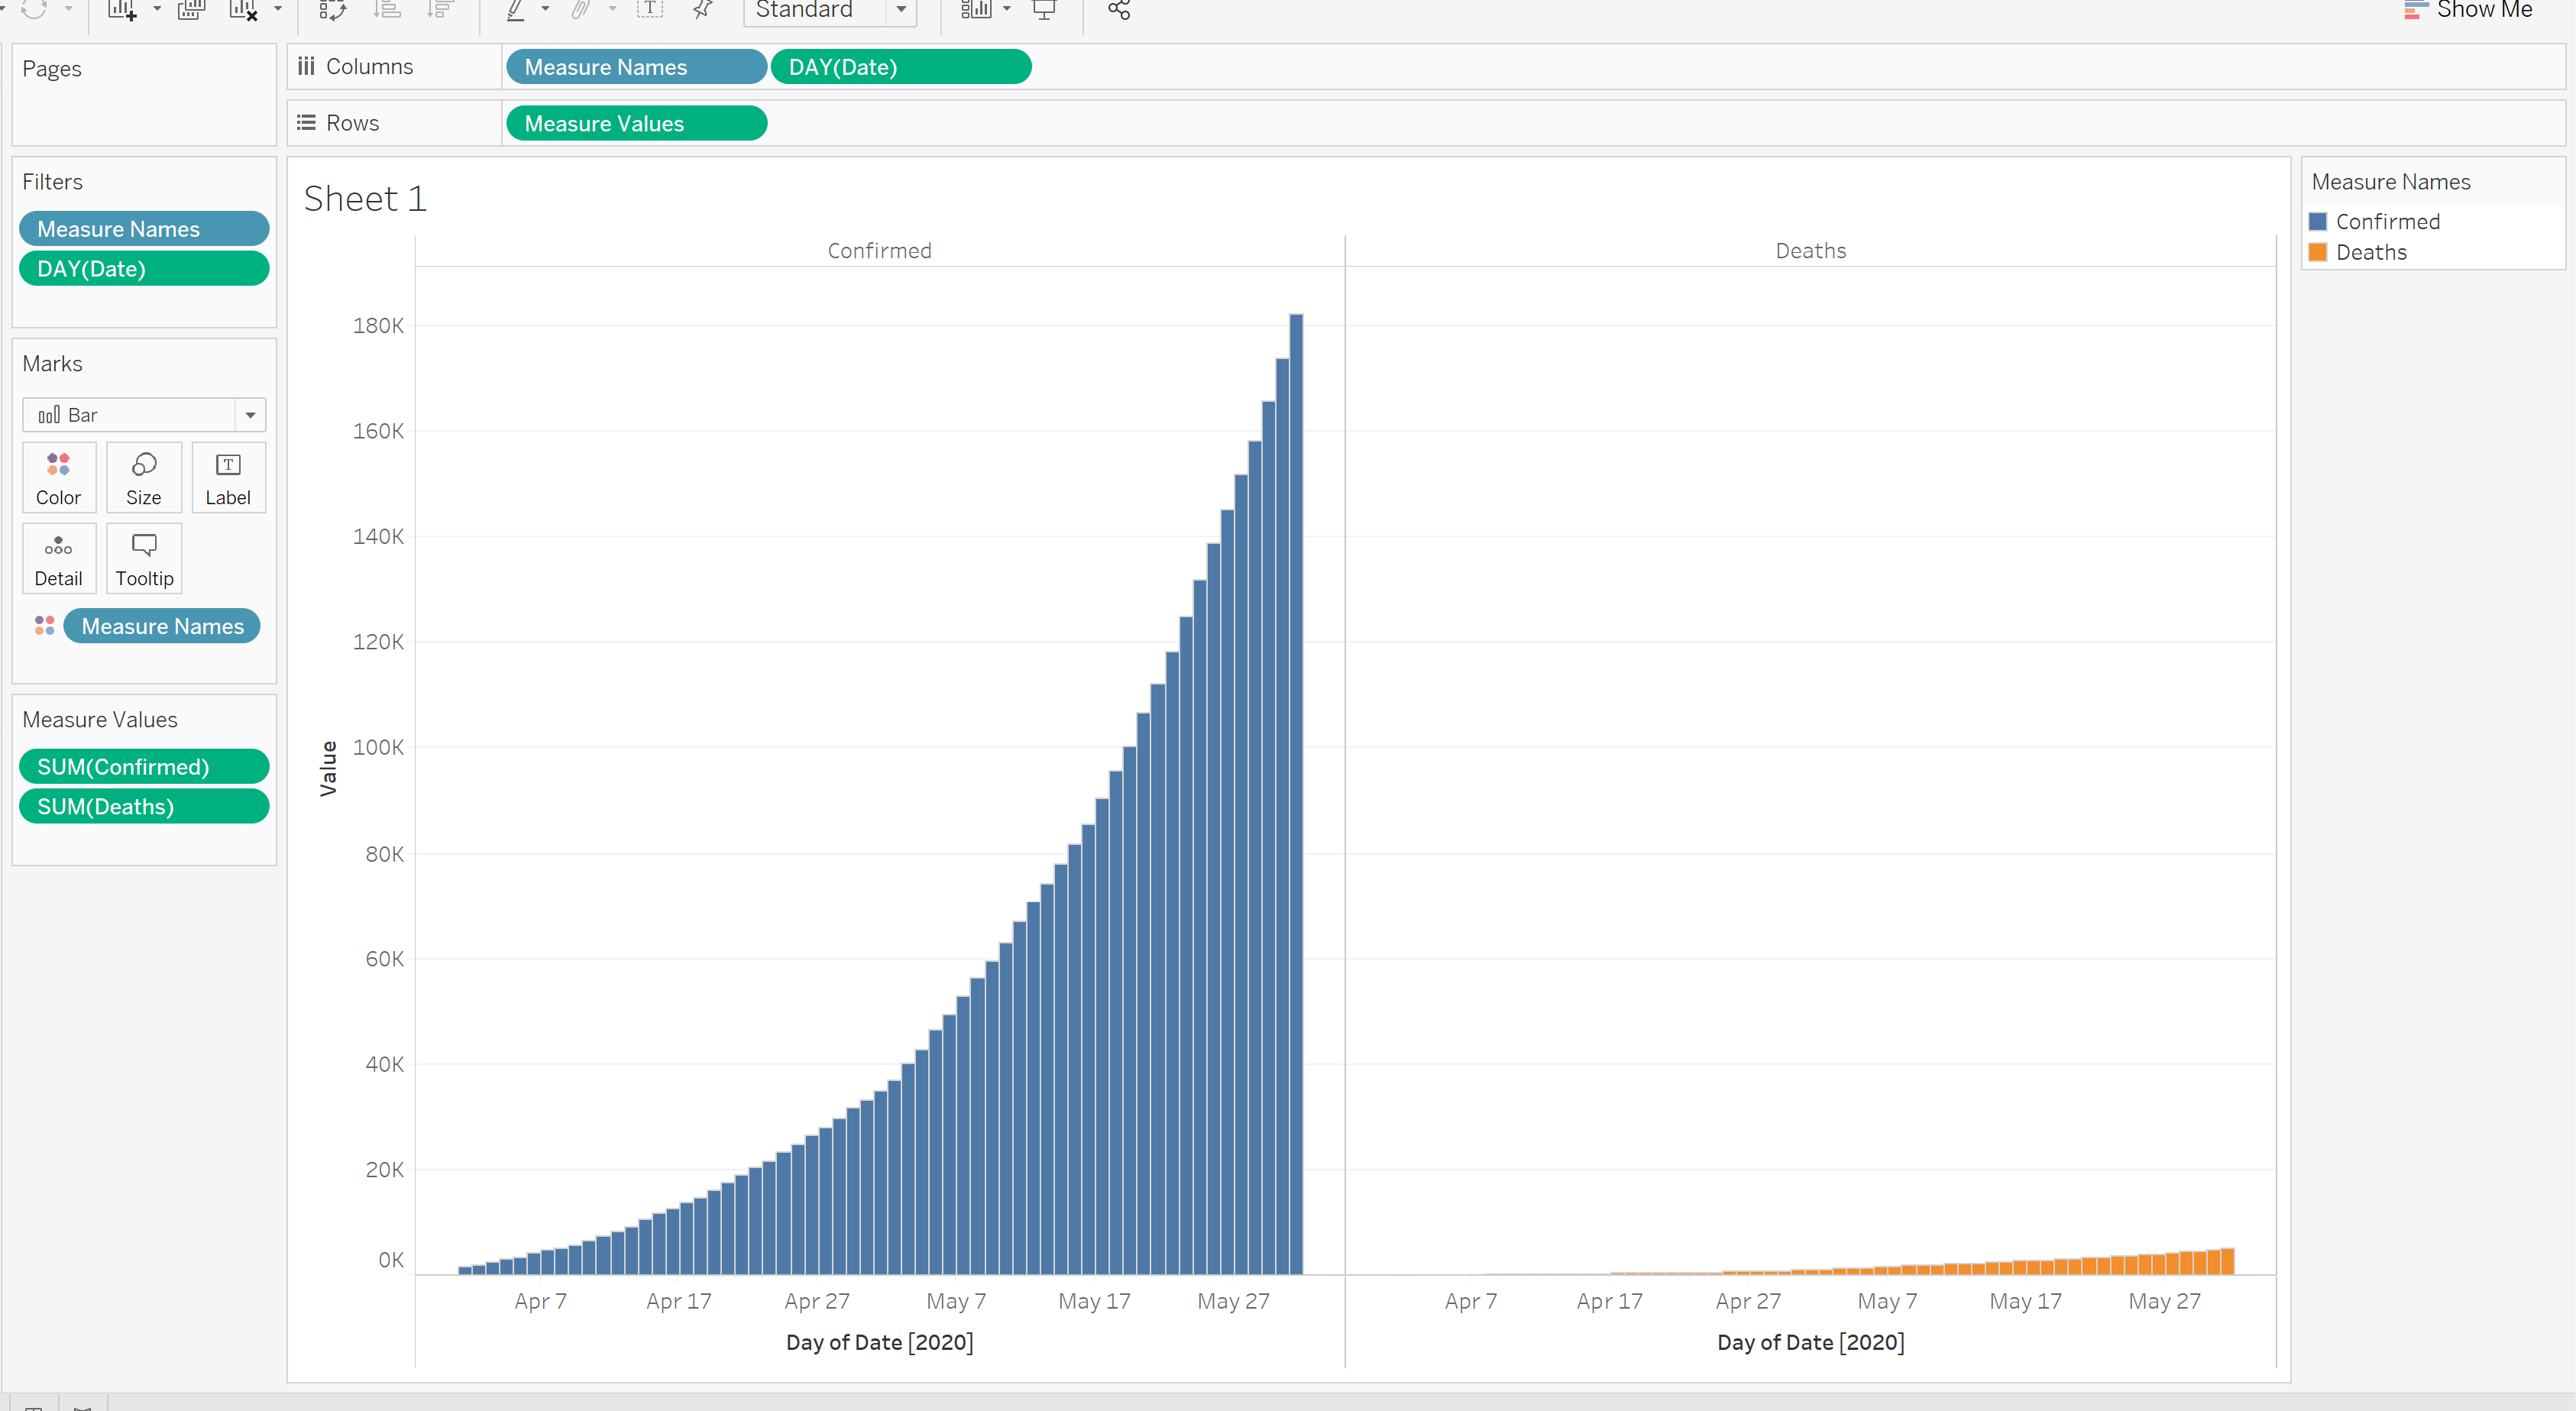 Standard
Show Me
Pages
Columns
Measure Names
DAY(Date)
Rows
Measure Values
Filters
Measure Names
DAY(Date)
Marks
Bar
Color
Size
Label
Detail
Tooltip
Measure Names
Measure Values
SUM(Confirmed)
SUM(Deaths)
Sheet 1
Confirmed
Deaths
Value
180K
160K
140K
120K
100K
80K
60K
40K
20K
0K
Apr 7
Apr 17
Apr 27
May 7
May 17
May 27
Apr 7
Apr 17
Apr 27
May 7
May 17
May 27
Day of Date [2020]
Day of Date [2020]
Measure Names
Confirmed
Deaths